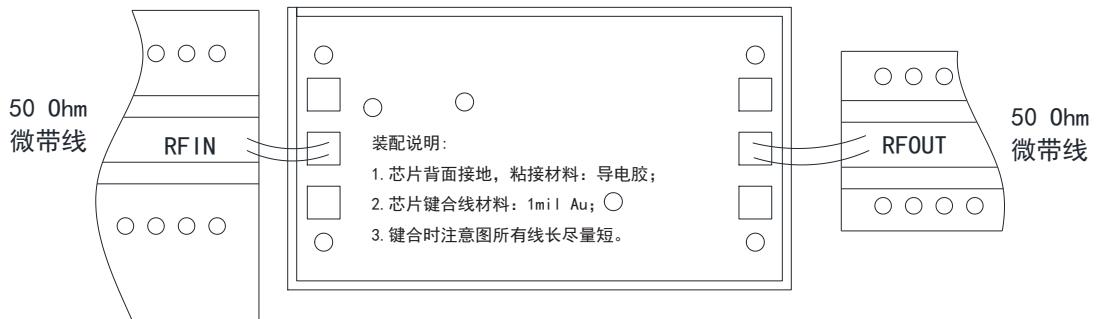 50 Ohm
微带线
RFIN
装配说明:
1.芯片背面接地，粘接材料：导电胶；
2.芯片键合线材料：1mil Au；
3.键合时注意图所有线长尽量短。
RFOUT
50 Ohm
微带线